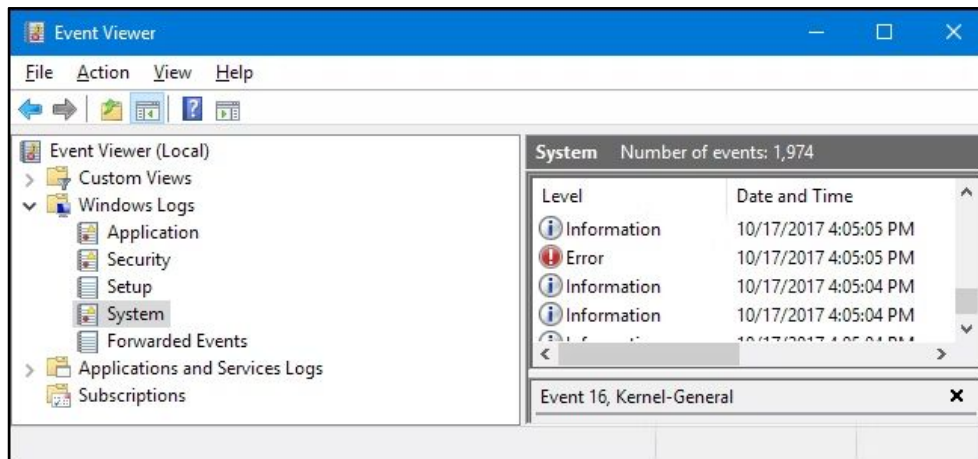 Event Viewer
File Action View Help
Event Viewer (Local)
Custom Views
Windows Logs
Application
Security
Setup
System
Forwarded Events
Applications and Services Logs
Subscriptions
System Number of events: 1,974
Level Date and Time
Information 10/17/2017 4:05:05 PM
Error 10/17/2017 4:05:05 PM
Information 10/17/2017 4:05:04 PM
Information 10/17/2017 4:05:04 PM
Event 16, Kernel-General